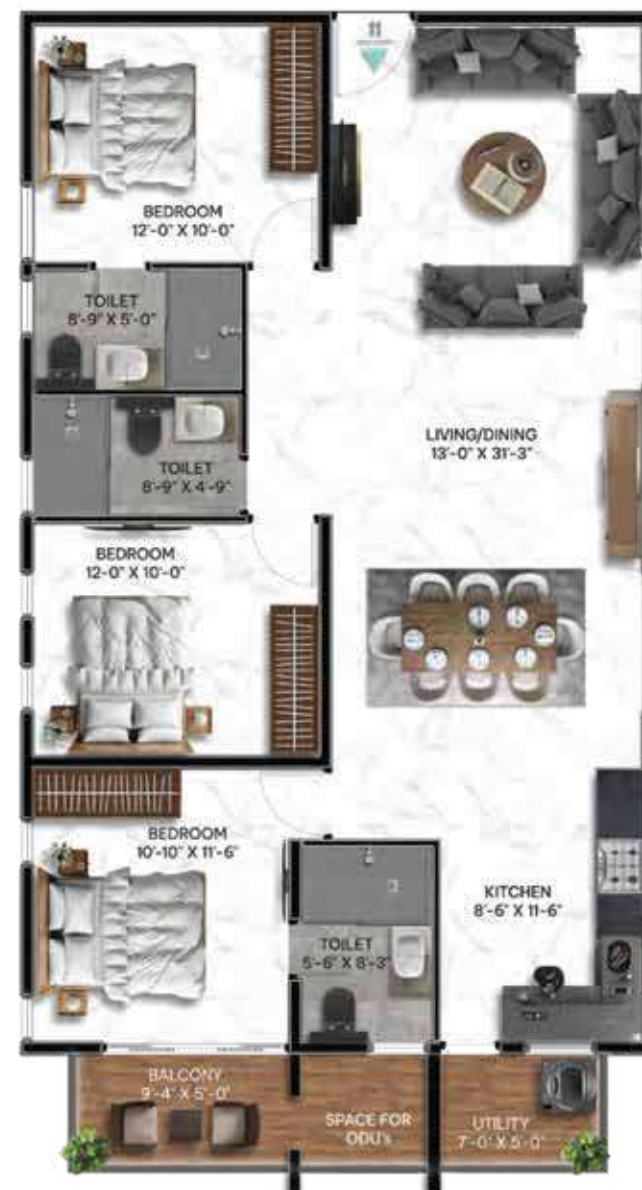 11
BEDROOM
12'-0" X 10'-0"
TOILET
8'-9" X 5'-0"
LIVING/DINING
13'-0" X 31'-3"
TOILET
8'-9" X 4'-9"
BEDROOM
12-0" X 10'-0"
BEDROOM
10'-10" X 11'-6"
KITCHEN
8'-6" X 11'-6"
TOILET
5'-6" X 8'-3"
BALCONY
9'-4" X 5'-0"
SPACE FOR
ODU's
UTILITY
7'-0" X 5'-0"